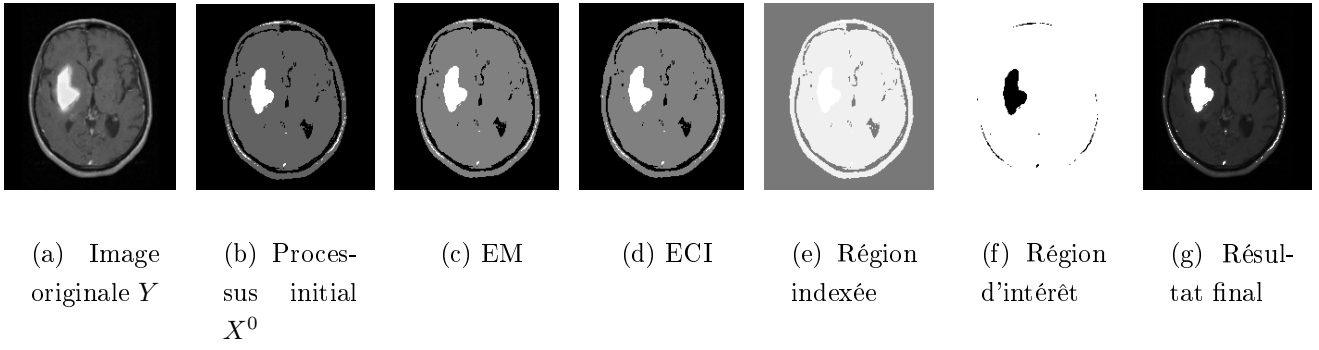 (a) Image
originale Y
(b) Proces-
sus initial
X⁰
(c) EM
(d) ECI
(e) Région
indexée
(f) Région
d'intérêt
(g) Résul-
tat final